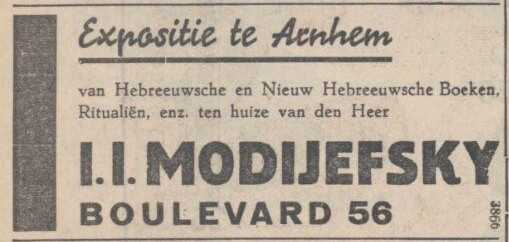 Expositie te Arnhem
van Hebreeuwsche en Nieuw Hebreeuwsche Boeken,
Ritualiën, enz. ten huize van den Heer
I.I. MODIJEFSKY
BOULEVARD 56
3866